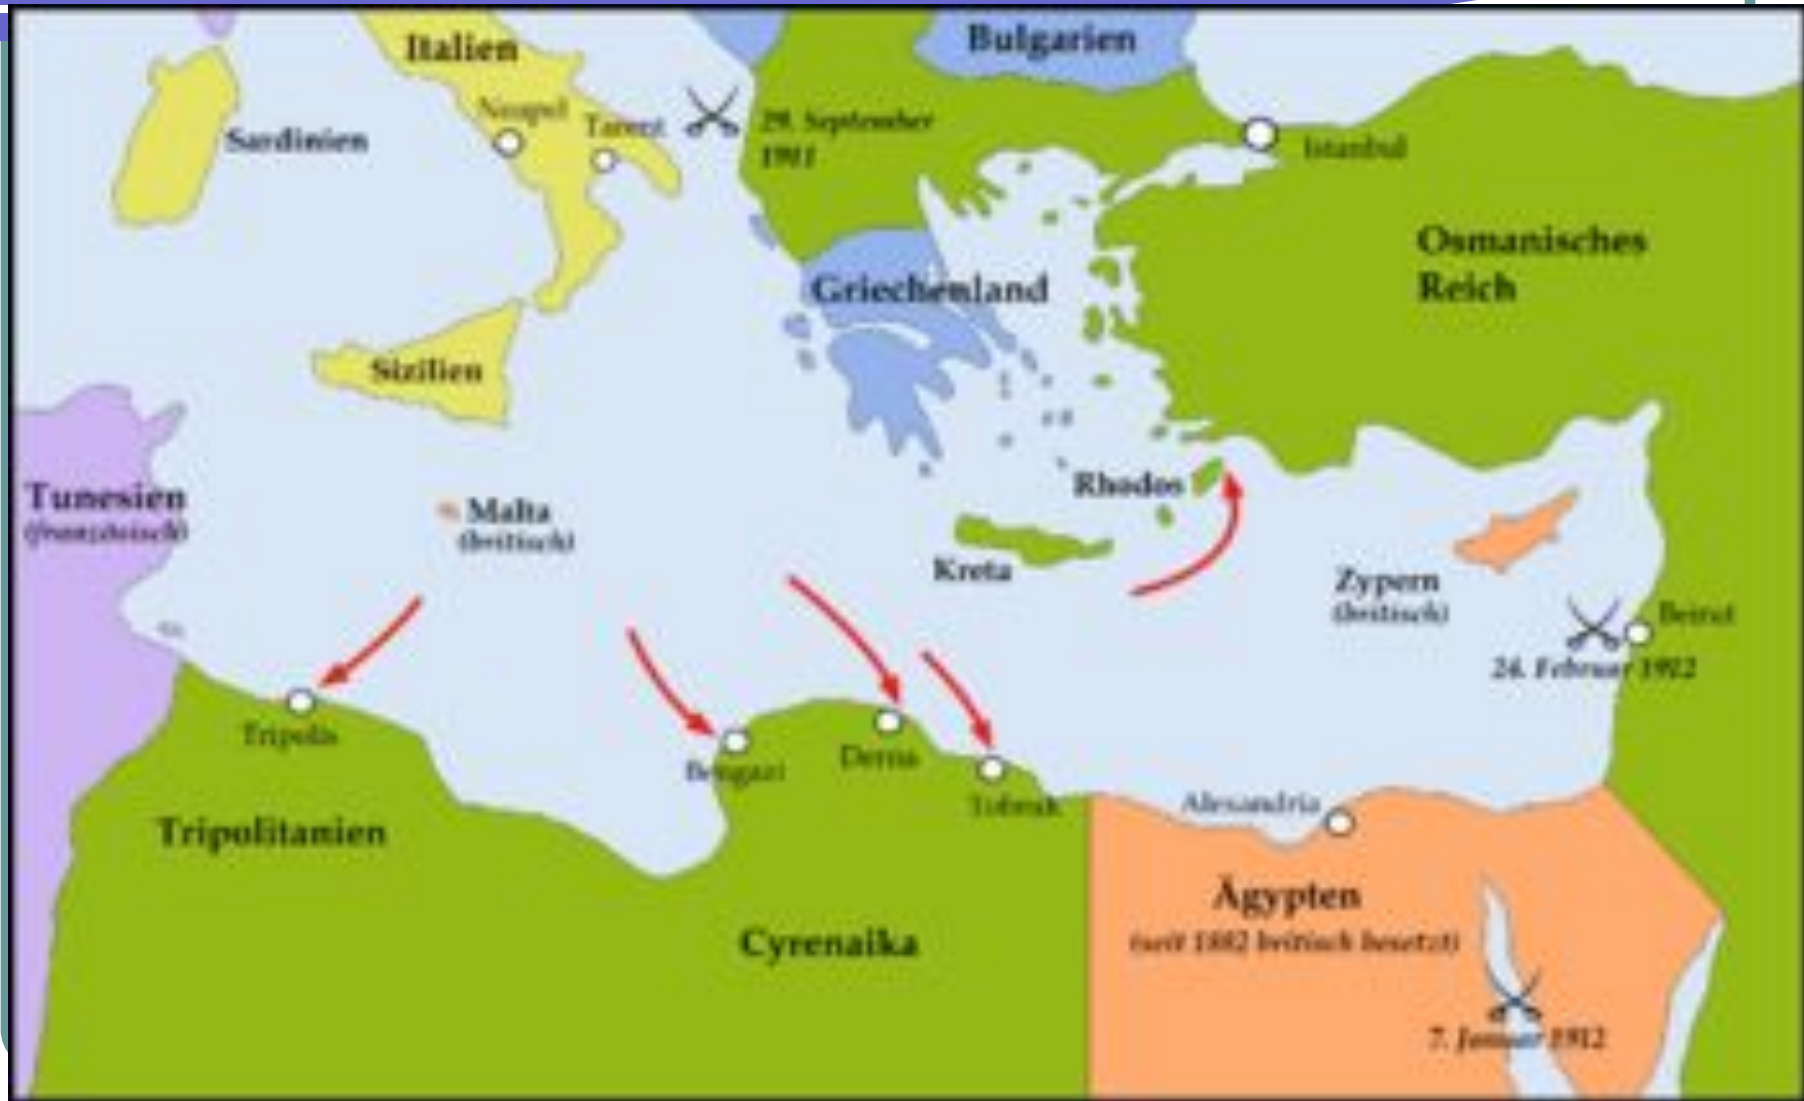 Italien
Bulgarien
Neapel
Tarent
29. September
1911
Sardinien
Istanbul
Osmanisches
Reich
Griechenland
Sizilien
Rhodos
Tunesien
(französisch)
Malta
(britisch)
Kreta
Zypern
(britisch)
Beirut
24. Februar 1912
Tripolis
Bengazi
Derna
Tobruk
Alexandria
Tripolitanien
Ägypten
(seit 1882 britisch besetzt)
Cyrenaika
7. Januar 1912